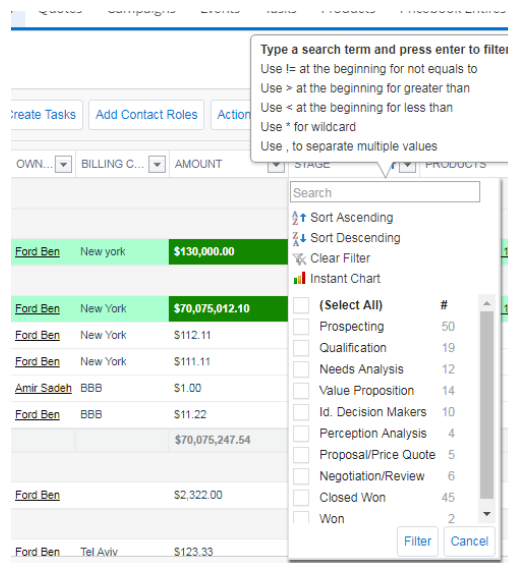 Quotes Campaigns Events Tasks Products Pricebook Entires
Type a search term and press enter to filter
Use != at the beginning for not equals to
Use > at the beginning for greater than
Use < at the beginning for less than
Use * for wildcard
Use , to separate multiple values
Create Tasks Add Contact Roles Action
OWN... BILLING C... AMOUNT STAGE PRODUCTS
Search
Sort Ascending
Sort Descending
Clear Filter
Instant Chart
(Select All) #
Prospecting 50
Qualification 19
Needs Analysis 12
Value Proposition 14
Id. Decision Makers 10
Perception Analysis 4
Proposal/Price Quote 5
Negotiation/Review 6
Closed Won 45
Won 2
Filter Cancel
Ford Ben New york $130,000.00
Ford Ben New York $70,075,012.10
Ford Ben New York $112.11
Ford Ben New York $111.11
Amir Sadeh BBB $1.00
Ford Ben BBB $11.22
$70,075,247.54
Ford Ben $2,322.00
Ford Ben Tel Aviv $123.33